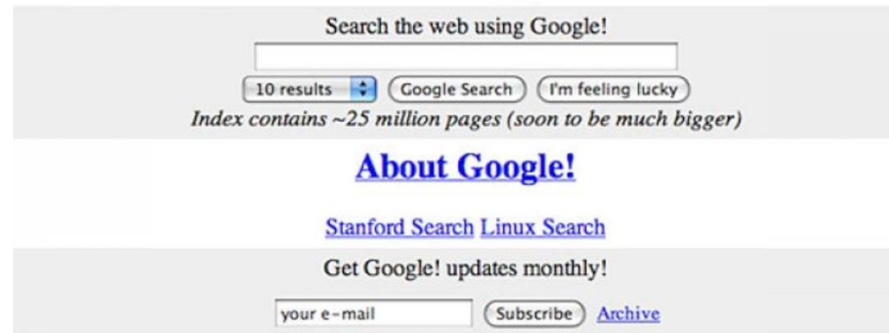 Search the web using Google!
10 results Google Search I'm feeling lucky
Index contains ~25 million pages (soon to be much bigger)
About Google!
Stanford Search Linux Search
Get Google! updates monthly!
your e-mail Subscribe Archive